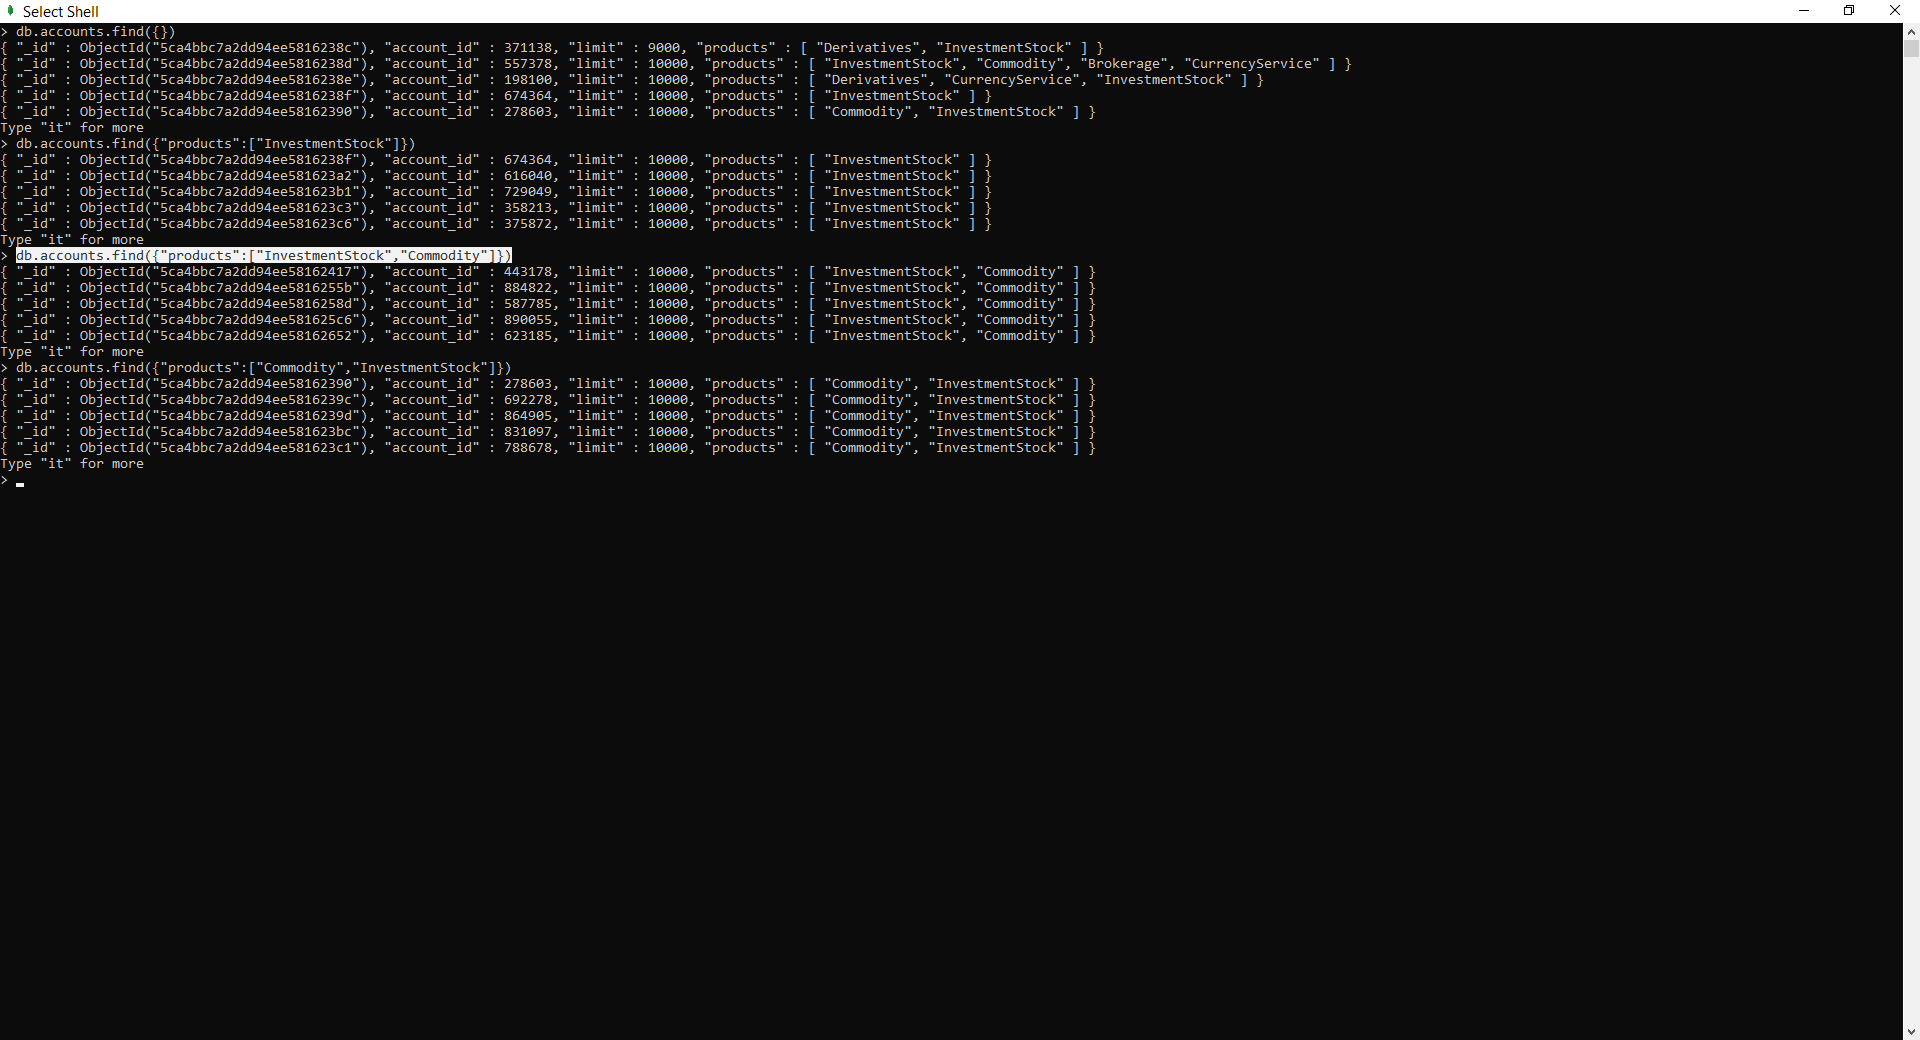 Select Shell
> db.accounts.find({})
{ "_id" : ObjectId("5ca4bbc7a2dd94ee5816238c"), "account_id" : 371138, "limit" : 9000, "products" : [ "Derivatives", "InvestmentStock" ] }
{ "_id" : ObjectId("5ca4bbc7a2dd94ee5816238d"), "account_id" : 557378, "limit" : 10000, "products" : [ "InvestmentStock", "Commodity", "Brokerage", "CurrencyService" ] }
{ "_id" : ObjectId("5ca4bbc7a2dd94ee5816238e"), "account_id" : 198100, "limit" : 10000, "products" : [ "Derivatives", "CurrencyService", "InvestmentStock" ] }
{ "_id" : ObjectId("5ca4bbc7a2dd94ee5816238f"), "account_id" : 674364, "limit" : 10000, "products" : [ "InvestmentStock" ] }
{ "_id" : ObjectId("5ca4bbc7a2dd94ee58162390"), "account_id" : 278603, "limit" : 10000, "products" : [ "Commodity", "InvestmentStock" ] }
Type "it" for more
> db.accounts.find({"products":["InvestmentStock"]})
{ "_id" : ObjectId("5ca4bbc7a2dd94ee5816238f"), "account_id" : 674364, "limit" : 10000, "products" : [ "InvestmentStock" ] }
{ "_id" : ObjectId("5ca4bbc7a2dd94ee581623a2"), "account_id" : 616040, "limit" : 10000, "products" : [ "InvestmentStock" ] }
{ "_id" : ObjectId("5ca4bbc7a2dd94ee581623b1"), "account_id" : 729049, "limit" : 10000, "products" : [ "InvestmentStock" ] }
{ "_id" : ObjectId("5ca4bbc7a2dd94ee581623c3"), "account_id" : 358213, "limit" : 10000, "products" : [ "InvestmentStock" ] }
{ "_id" : ObjectId("5ca4bbc7a2dd94ee581623c6"), "account_id" : 375872, "limit" : 10000, "products" : [ "InvestmentStock" ] }
Type "it" for more
> db.accounts.find({"products":["InvestmentStock","Commodity"]})
{ "_id" : ObjectId("5ca4bbc7a2dd94ee58162417"), "account_id" : 443178, "limit" : 10000, "products" : [ "InvestmentStock", "Commodity" ] }
{ "_id" : ObjectId("5ca4bbc7a2dd94ee5816255b"), "account_id" : 884822, "limit" : 10000, "products" : [ "InvestmentStock", "Commodity" ] }
{ "_id" : ObjectId("5ca4bbc7a2dd94ee5816258d"), "account_id" : 587785, "limit" : 10000, "products" : [ "InvestmentStock", "Commodity" ] }
{ "_id" : ObjectId("5ca4bbc7a2dd94ee581625c6"), "account_id" : 890055, "limit" : 10000, "products" : [ "InvestmentStock", "Commodity" ] }
{ "_id" : ObjectId("5ca4bbc7a2dd94ee58162652"), "account_id" : 623185, "limit" : 10000, "products" : [ "InvestmentStock", "Commodity" ] }
Type "it" for more
> db.accounts.find({"products":["Commodity","InvestmentStock"]})
{ "_id" : ObjectId("5ca4bbc7a2dd94ee58162390"), "account_id" : 278603, "limit" : 10000, "products" : [ "Commodity", "InvestmentStock" ] }
{ "_id" : ObjectId("5ca4bbc7a2dd94ee5816239c"), "account_id" : 692278, "limit" : 10000, "products" : [ "Commodity", "InvestmentStock" ] }
{ "_id" : ObjectId("5ca4bbc7a2dd94ee5816239d"), "account_id" : 864905, "limit" : 10000, "products" : [ "Commodity", "InvestmentStock" ] }
{ "_id" : ObjectId("5ca4bbc7a2dd94ee581623bc"), "account_id" : 831097, "limit" : 10000, "products" : [ "Commodity", "InvestmentStock" ] }
{ "_id" : ObjectId("5ca4bbc7a2dd94ee581623c1"), "account_id" : 788678, "limit" : 10000, "products" : [ "Commodity", "InvestmentStock" ] }
Type "it" for more
>